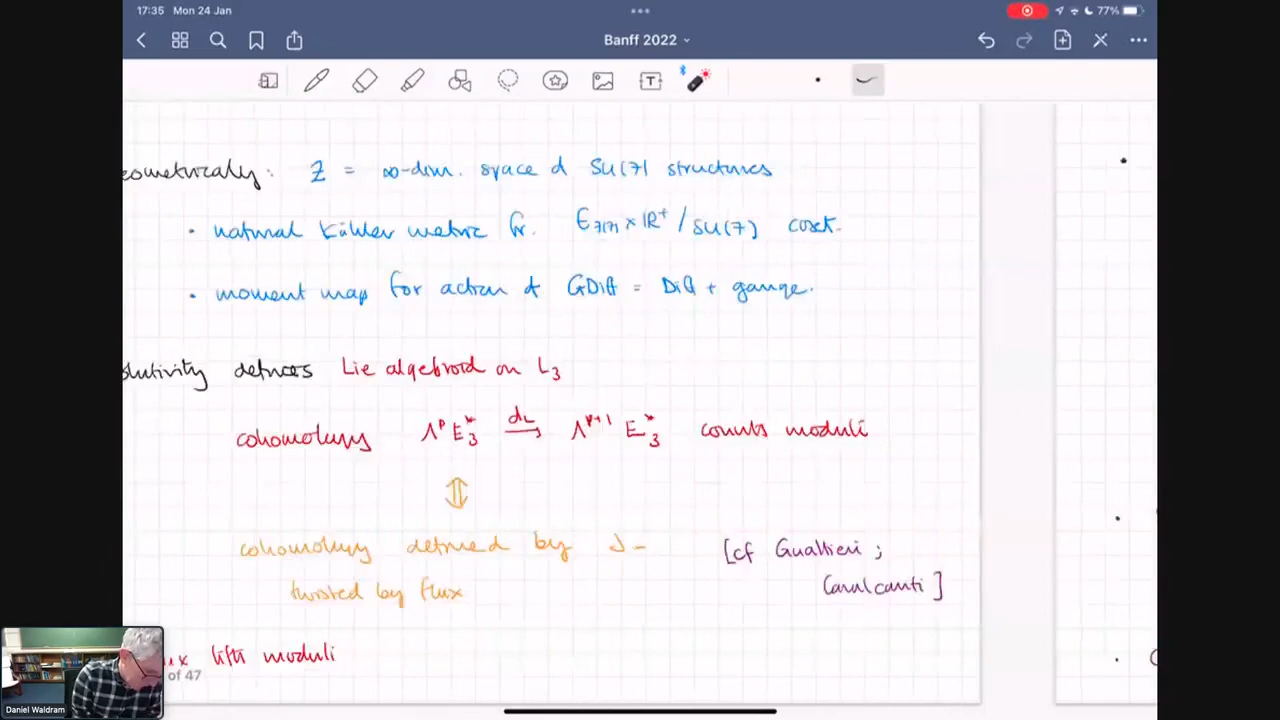 17:35 Mon 24 Jan
77%
Banff 2022
eometrically: Z = ∞-dim. space of SU(7) structures
· natural Kähler metric fr. E7(7) × ℝ⁺ / SU(7) coset.
· moment map for action of GDiff = Diff + gauge.
olutivity defines Lie algebroid on L₃
cohomology Λᵖ E₃* —d_L→ Λᵖ⁺¹ E₃* counts moduli
⇕
cohomology defined by
twisted by flux
[cf Gualtieri ;
Cavalcanti]
ux lifts moduli
of 47
Daniel Waldram